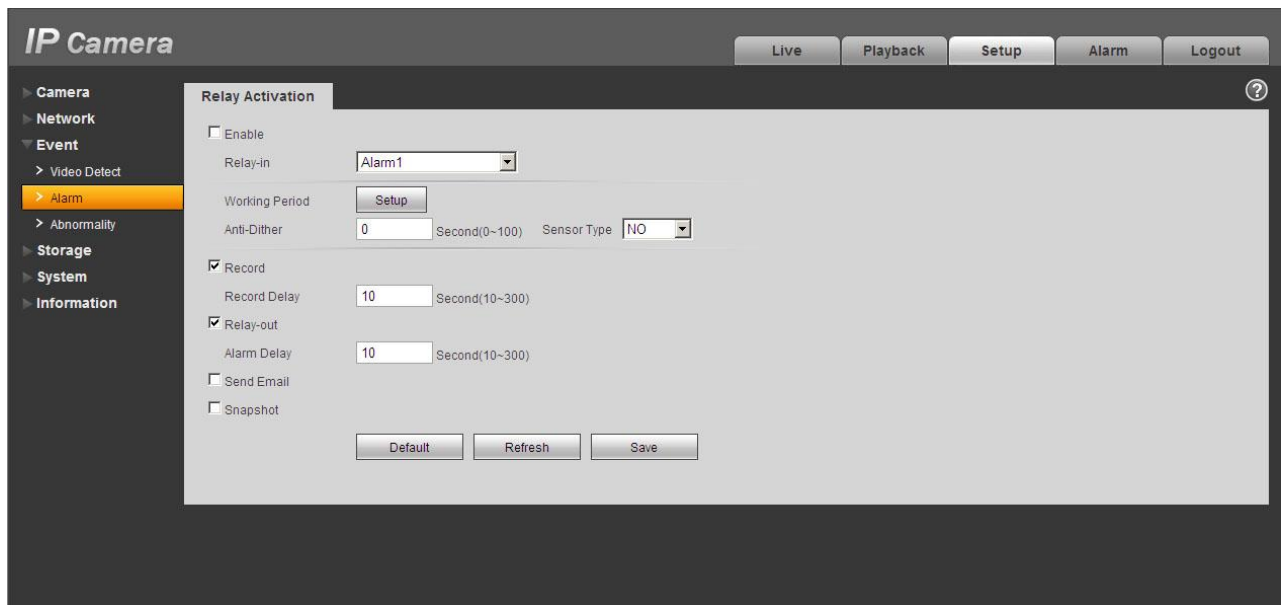 IP Camera
Live Playback Setup Alarm Logout
Camera
Network
Event
> Video Detect
> Alarm
> Abnormality
Storage
System
Information
Relay Activation
?
Enable
Relay-in Alarm1
Working Period Setup
Anti-Dither 0 Second(0~100) Sensor Type NO
Record
Record Delay 10 Second(10~300)
Relay-out
Alarm Delay 10 Second(10~300)
Send Email
Snapshot
Default Refresh Save